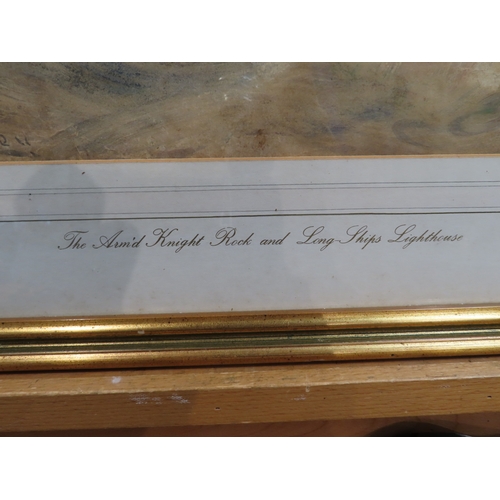 The Arm'd Knight Rock and Long-Ships Lighthouse